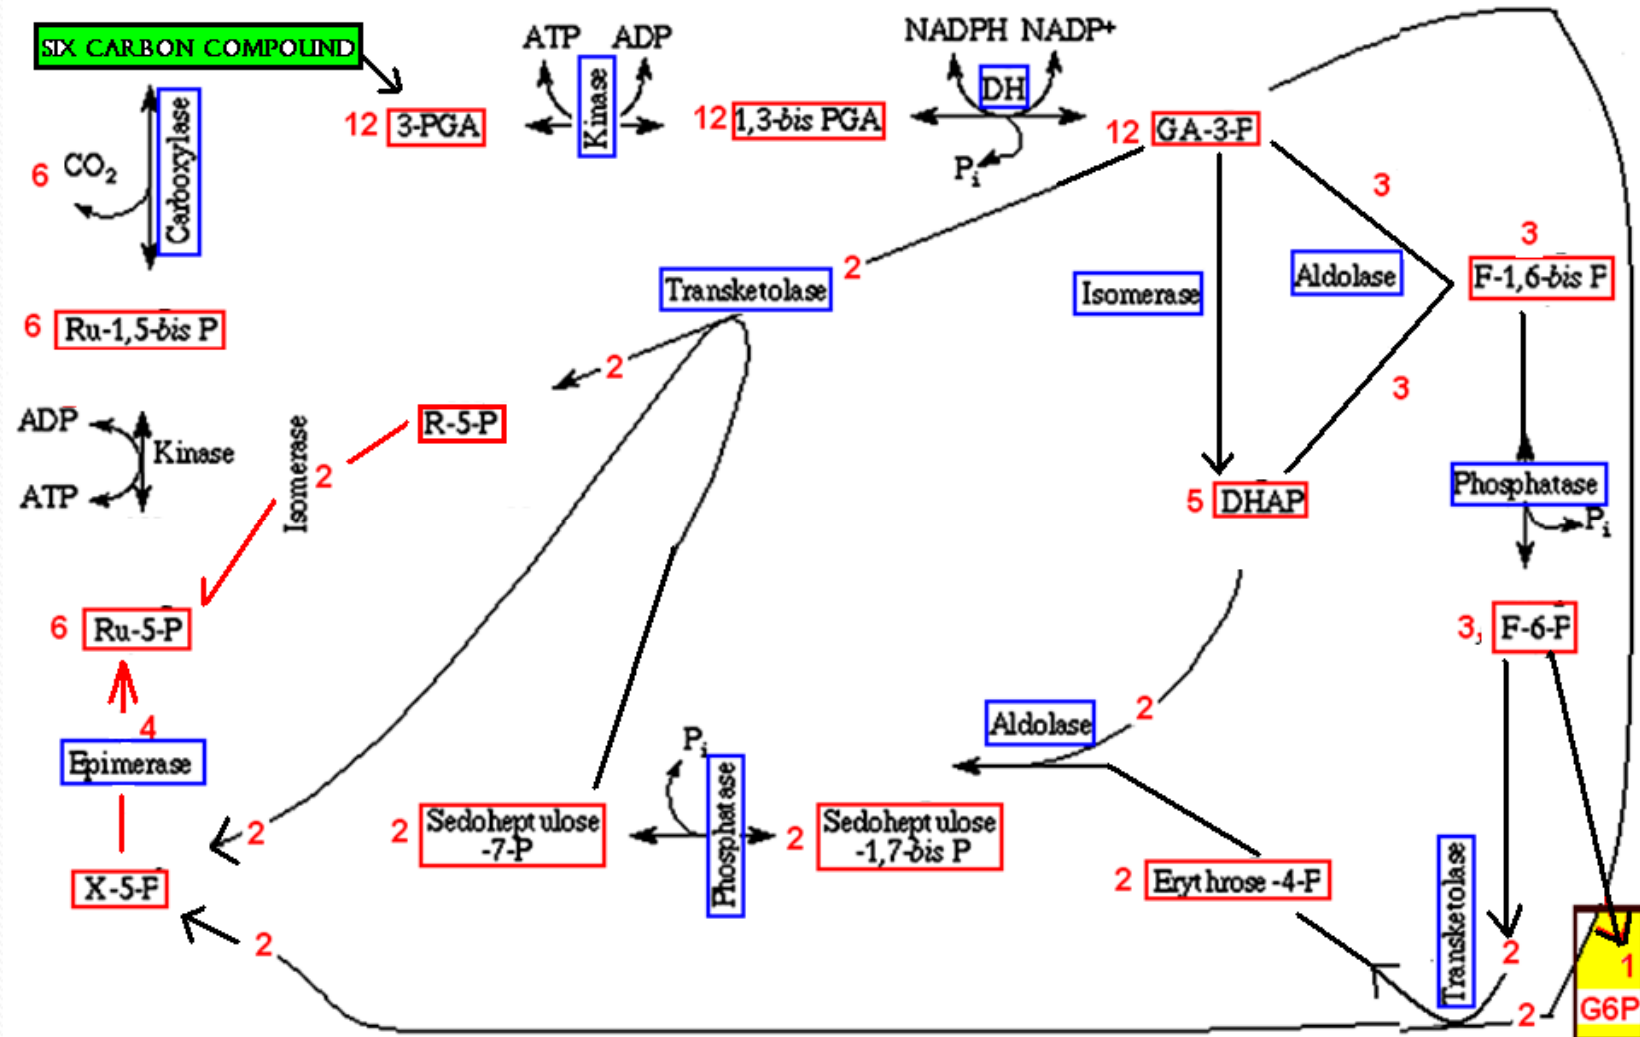 SIX CARBON COMPOUND
ATP ADP
NADPH NADP+
Kinase
DH
12 3-PGA
12 1,3-bis PGA
12 GA-3-P
Pi
6 CO2
Carboxylase
3
3
2
Transketolase
Isomerase
Aldolase
F-1,6-bis P
6 Ru-1,5-bis P
2
3
ADP
Kinase
ATP
Isomerase
2
R-5-P
5 DHAP
Phosphatase
Pi
6 Ru-5-P
3, F-6-P
4
Epimerase
2
Aldolase
Pi
Phosphatase
2
2 Sedoheptulose
-7-P
2 Sedoheptulose
-1,7-bis P
X-5-P
2 Erythrose-4-P
Transketolase
2
2
1
2
G6P